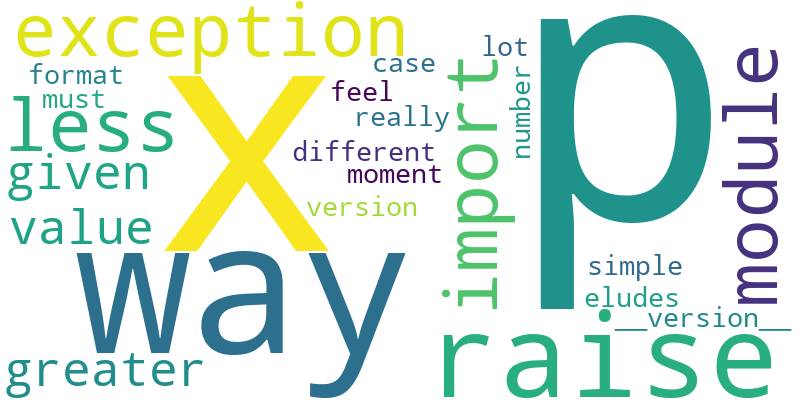 exception
format
must
less
given
value
x
way
greater
case
feel
really
different
moment
version
lot
number
import
p
module
simple
eludes
__version__
raise